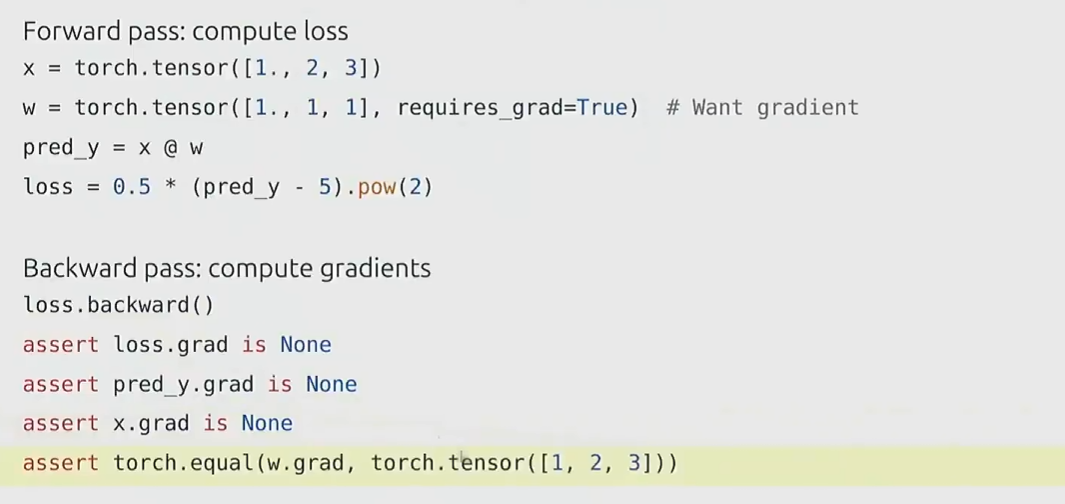 Forward pass: compute loss
x = torch.tensor([1., 2, 3])
w = torch.tensor([1., 1, 1], requires_grad=True)  # Want gradient
pred_y = x @ w
loss = 0.5 * (pred_y - 5).pow(2)
Backward pass: compute gradients
loss.backward()
assert loss.grad is None
assert pred_y.grad is None
assert x.grad is None
assert torch.equal(w.grad, torch.tensor([1, 2, 3]))